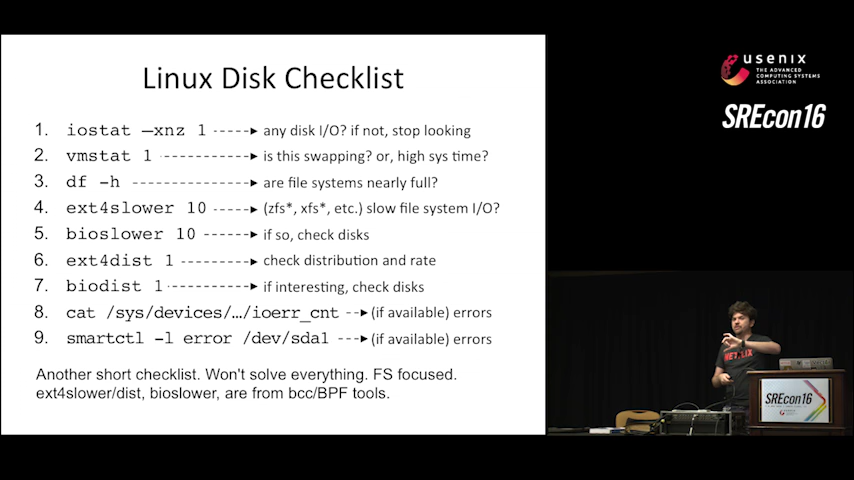 Linux Disk Checklist
1. iostat –xnz 1 -----► any disk I/O? if not, stop looking
2. vmstat 1 -----------► is this swapping? or, high sys time?
3. df -h --------------► are file systems nearly full?
4. ext4slower 10 -----► (zfs*, xfs*, etc.) slow file system I/O?
5. bioslower 10 ------► if so, check disks
6. ext4dist 1 ---------► check distribution and rate
7. biodist 1 ----------► if interesting, check disks
8. cat /sys/devices/…/ioerr_cnt --► (if available) errors
9. smartctl -l error /dev/sda1 ---► (if available) errors
Another short checklist. Won't solve everything. FS focused.
ext4slower/dist, bioslower, are from bcc/BPF tools.
usenix
THE ADVANCED
COMPUTING SYSTEMS
ASSOCIATION
SREcon16
NETFLIX
SREcon16
usenix